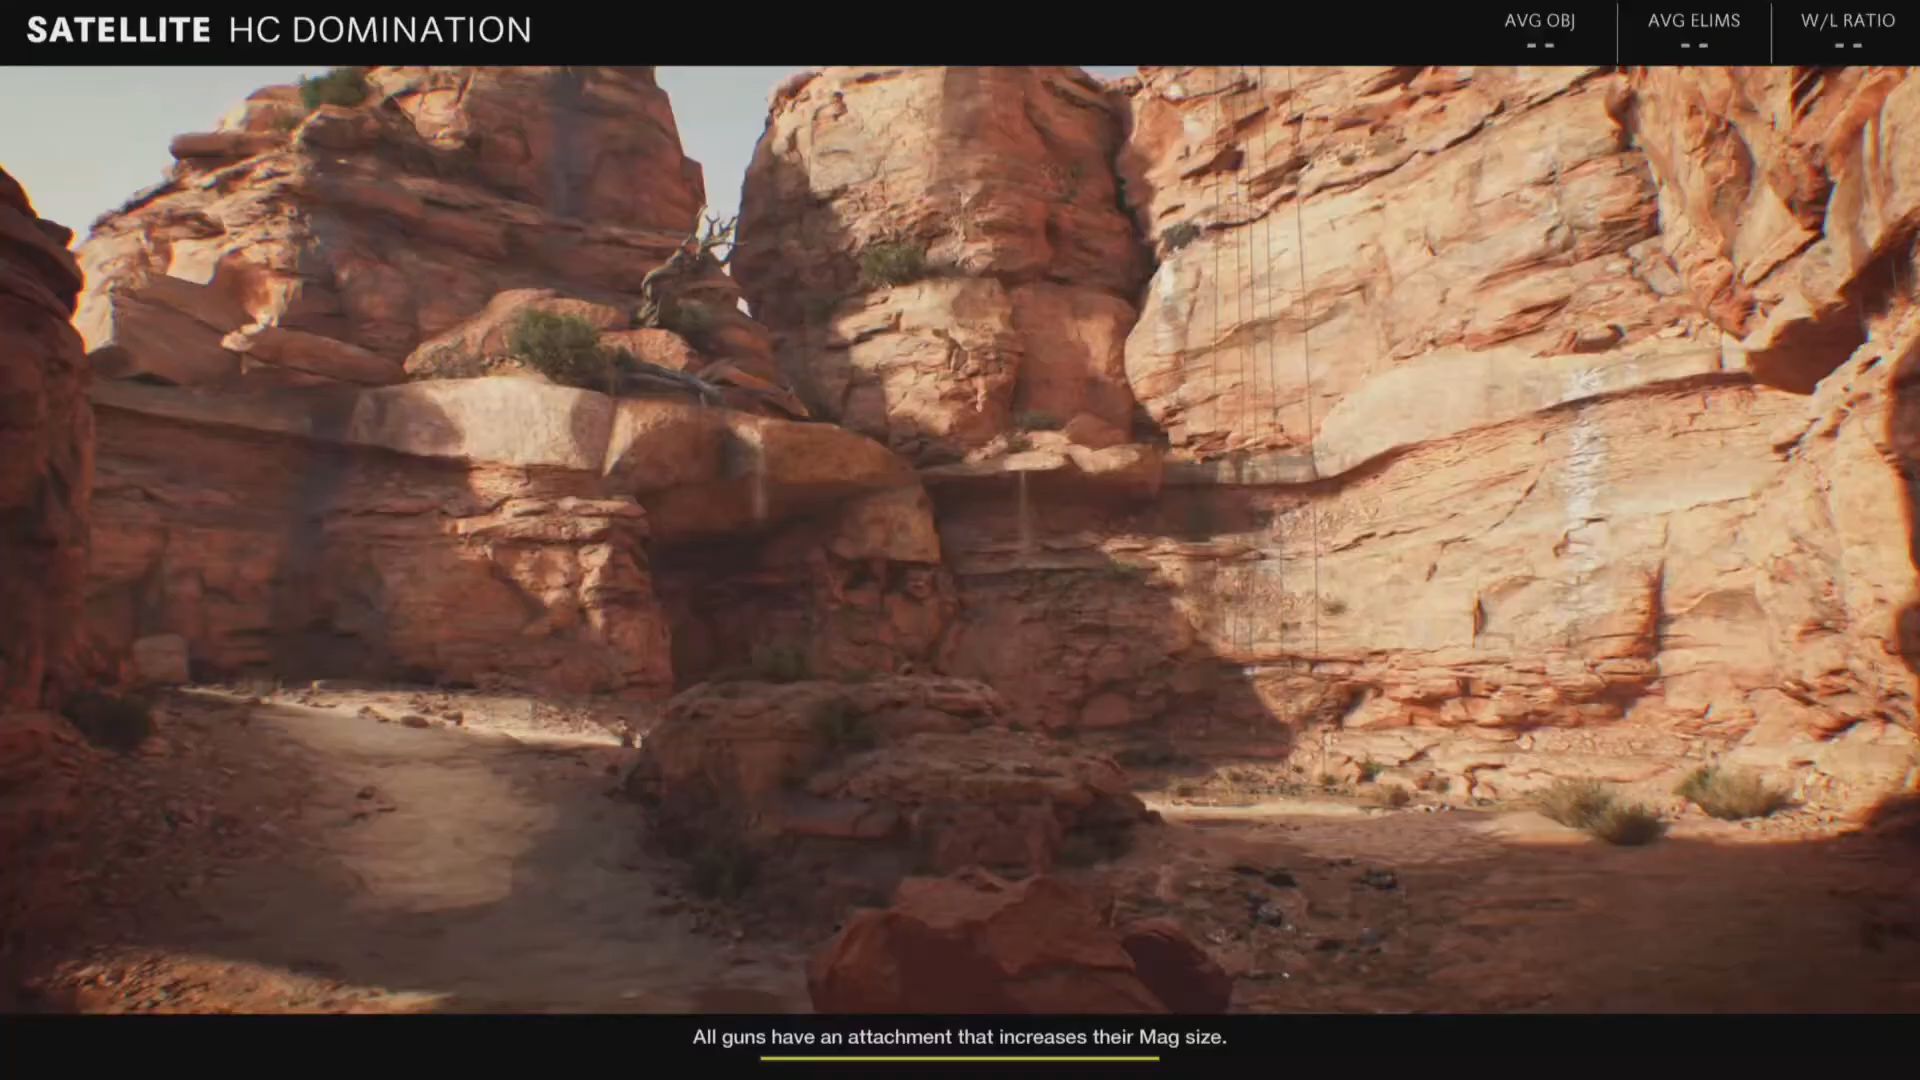 SATELLITE HC DOMINATION
AVG OBJ
--
AVG ELIMS
--
W/L RATIO
--
All guns have an attachment that increases their Mag size.